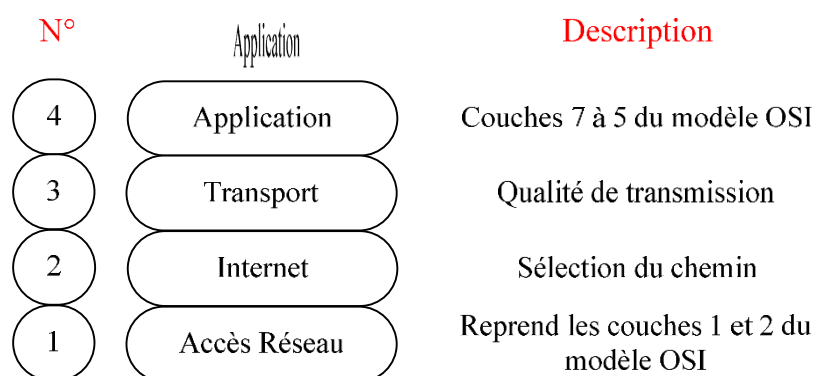 N° Application Description
4 Application Couches 7 à 5 du modèle OSI
3 Transport Qualité de transmission
2 Internet Sélection du chemin
1 Accès Réseau Reprend les couches 1 et 2 du
modèle OSI